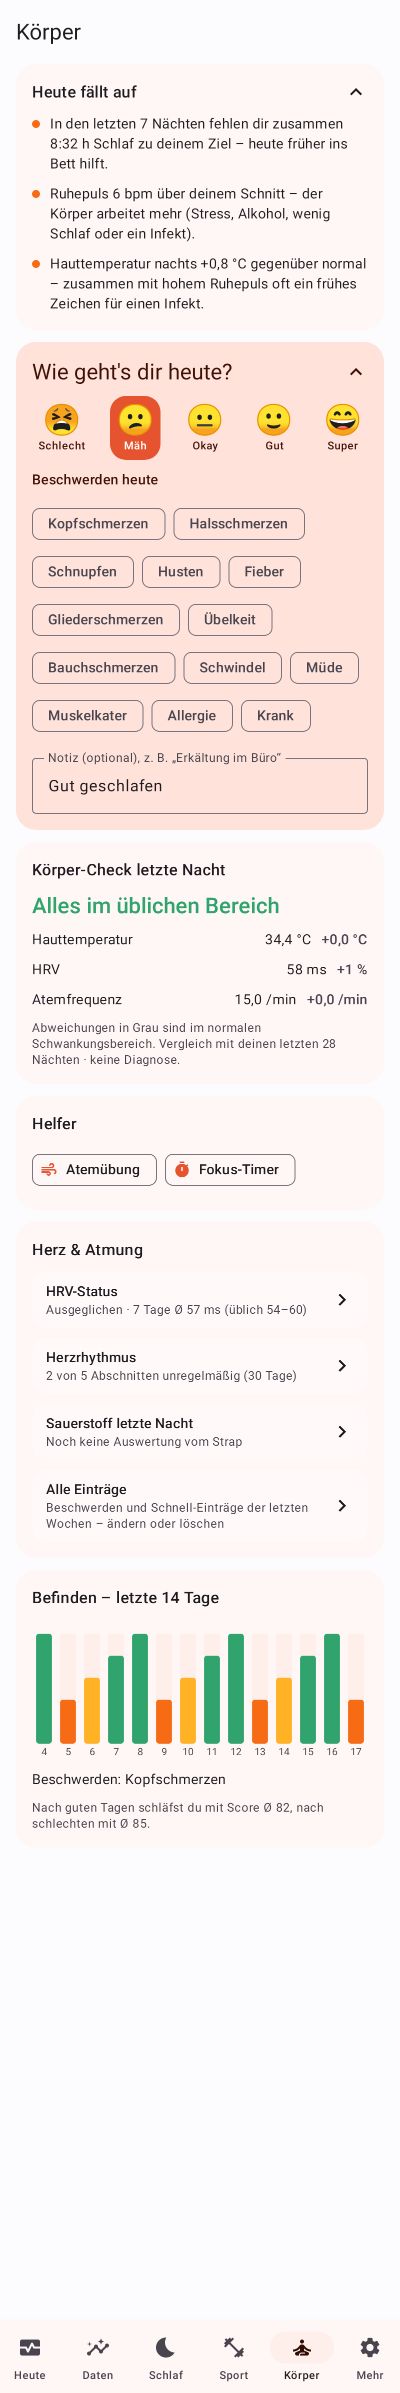 Körper
Heute fällt auf
In den letzten 7 Nächten fehlen dir zusammen
8:32 h Schlaf zu deinem Ziel – heute früher ins
Bett hilft.
Ruhepuls 6 bpm über deinem Schnitt – der
Körper arbeitet mehr (Stress, Alkohol, wenig
Schlaf oder ein Infekt).
Hauttemperatur nachts +0,8 °C gegenüber normal
– zusammen mit hohem Ruhepuls oft ein frühes
Zeichen für einen Infekt.
Wie geht's dir heute?
Schlecht Mäh Okay Gut Super
Beschwerden heute
Kopfschmerzen Halsschmerzen
Schnupfen Husten Fieber
Gliederschmerzen Übelkeit
Bauchschmerzen Schwindel Müde
Muskelkater Allergie Krank
Notiz (optional), z. B. „Erkältung im Büro“
Gut geschlafen
Körper-Check letzte Nacht
Alles im üblichen Bereich
Hauttemperatur 34,4 °C +0,0 °C
HRV 58 ms +1 %
Atemfrequenz 15,0 /min +0,0 /min
Abweichungen in Grau sind im normalen
Schwankungsbereich. Vergleich mit deinen letzten 28
Nächten · keine Diagnose.
Helfer
Atemübung Fokus-Timer
Herz & Atmung
HRV-Status
Ausgeglichen · 7 Tage Ø 57 ms (üblich 54–60)
Herzrhythmus
2 von 5 Abschnitten unregelmäßig (30 Tage)
Sauerstoff letzte Nacht
Noch keine Auswertung vom Strap
Alle Einträge
Beschwerden und Schnell-Einträge der letzten
Wochen – ändern oder löschen
Befinden – letzte 14 Tage
4 5 6 7 8 9 10 11 12 13 14 15 16 17
Beschwerden: Kopfschmerzen
Nach guten Tagen schläfst du mit Score Ø 82, nach
schlechten mit Ø 85.
Heute Daten Schlaf Sport Körper Mehr